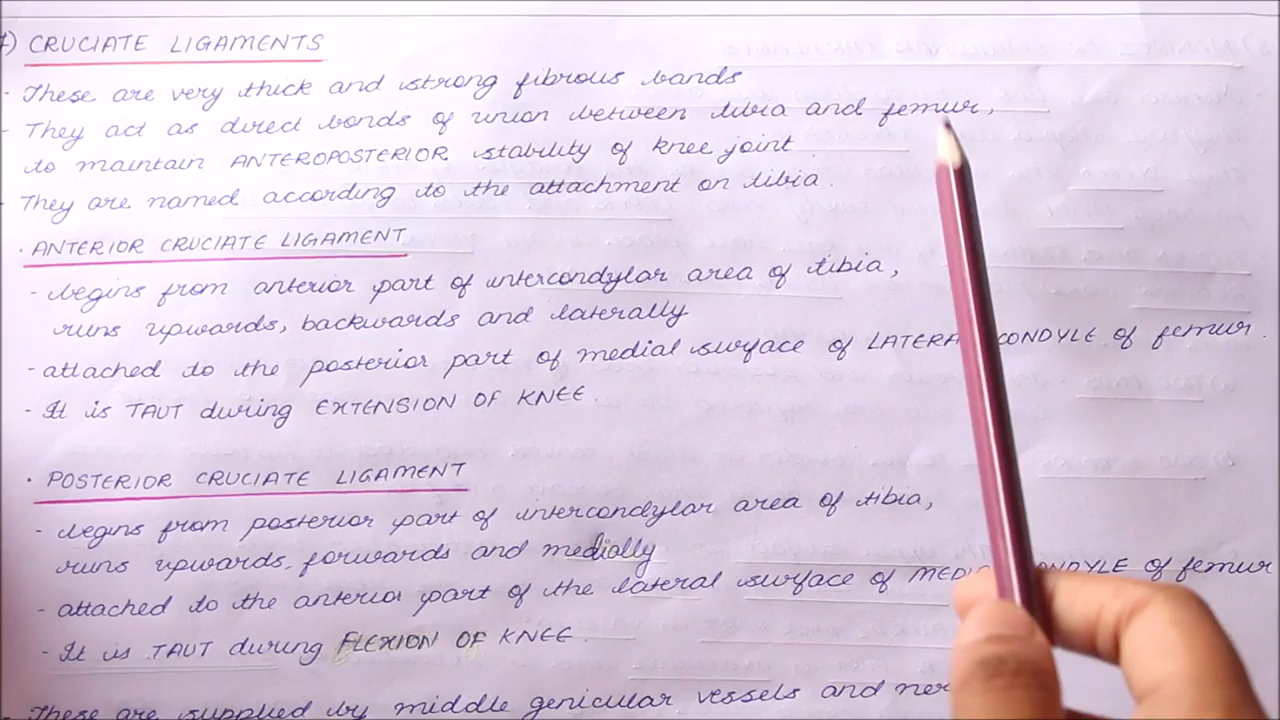 CRUCIATE LIGAMENTS
- These are very thick and strong fibrous bands
- They act as direct bonds of union between tibia and femur,
to maintain ANTEROPOSTERIOR stability of knee joint
- They are named according to the attachment on tibia.
· ANTERIOR CRUCIATE LIGAMENT
- begins from anterior part of intercondylar area of tibia,
runs upwards, backwards and laterally
- attached to the posterior part of medial surface of LATERA CONDYLE of femur.
- It is TAUT during EXTENSION OF KNEE.
· POSTERIOR CRUCIATE LIGAMENT
- begins from posterior part of intercondylar area of tibia,
runs upwards, forwards and medially
- attached to the anterior part of the lateral surface of of femur
- It is TAUT during FLEXION OF KNEE.
These are supplied by middle genicular vessels and